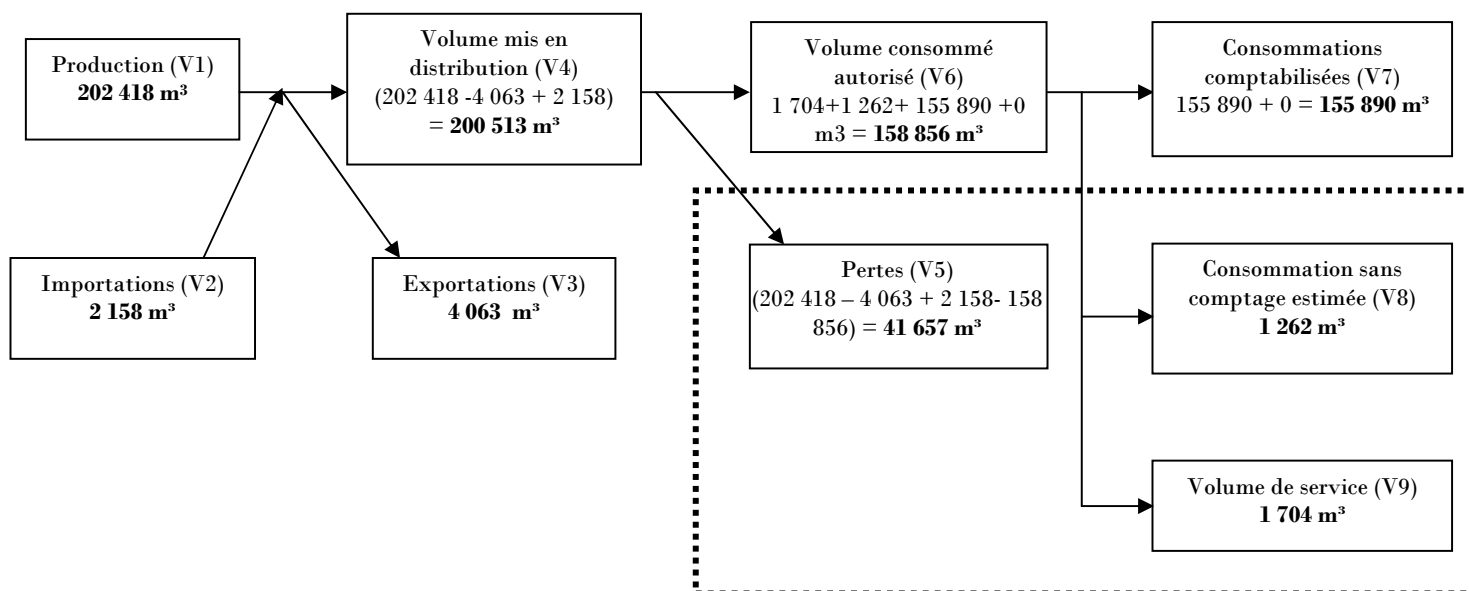 Production (V1)
202 418 m³
Volume mis en
distribution (V4)
(202 418 -4 063 + 2 158)
= 200 513 m³
Volume consommé
autorisé (V6)
1 704+1 262+ 155 890 +0
m3 = 158 856 m³
Consommations
comptabilisées (V7)
155 890 + 0 = 155 890 m³
Importations (V2)
2 158 m³
Exportations (V3)
4 063 m³
Pertes (V5)
(202 418 – 4 063 + 2 158- 158
856) = 41 657 m³
Consommation sans
comptage estimée (V8)
1 262 m³
Volume de service (V9)
1 704 m³